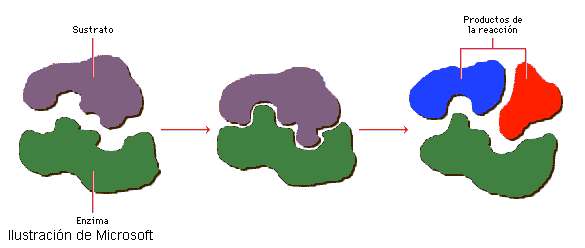 Sustrato
Productos de
la reacción
Enzima
Ilustración de Microsoft